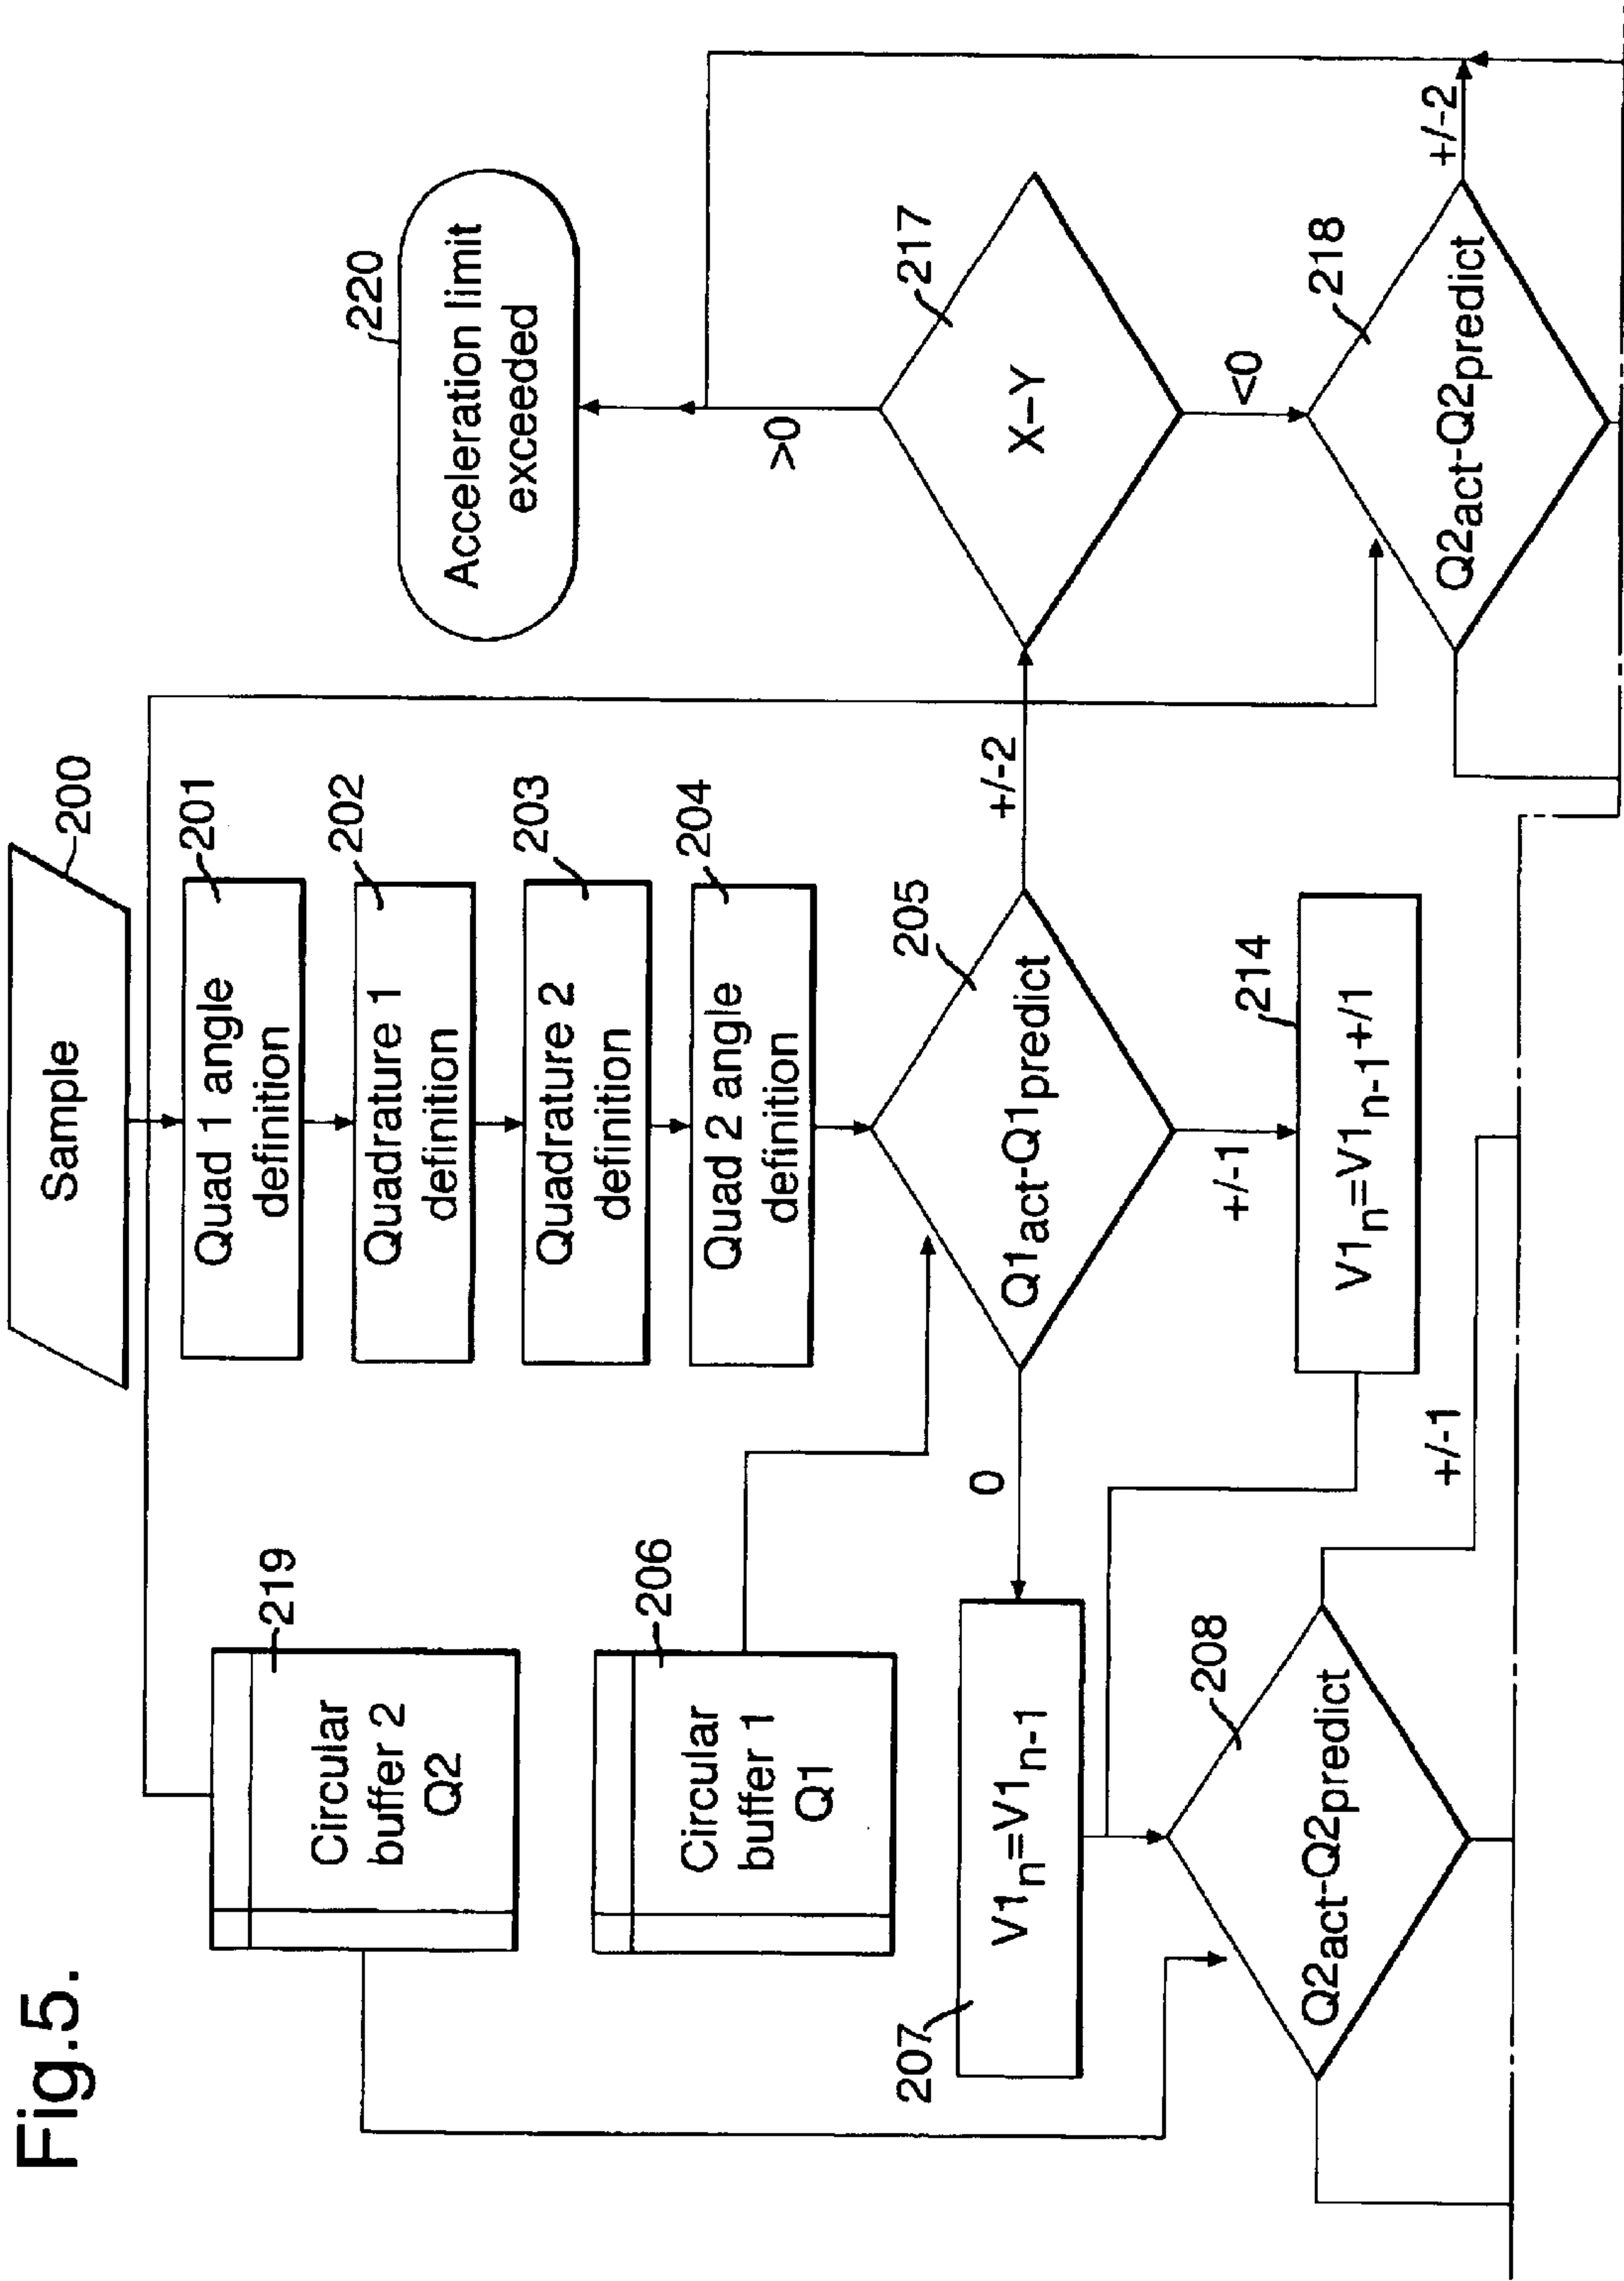 Fig.5.
Sample
200
Quad 1 angle
definition
201
Quadrature 1
definition
202
Quadrature 2
definition
203
Quad 2 angle
definition
204
Circular
buffer 2
Q2
219
Circular
buffer 1
Q1
206
Q1act-Q1predict
205
0
+/-1
+/-2
207
V1n=V1n-1
V1n=V1n-1+/1
214
Q2act-Q2predict
208
+/-1
220
Acceleration limit
exceeded
>0
X–Y
217
<0
Q2act-Q2predict
218
+/-2